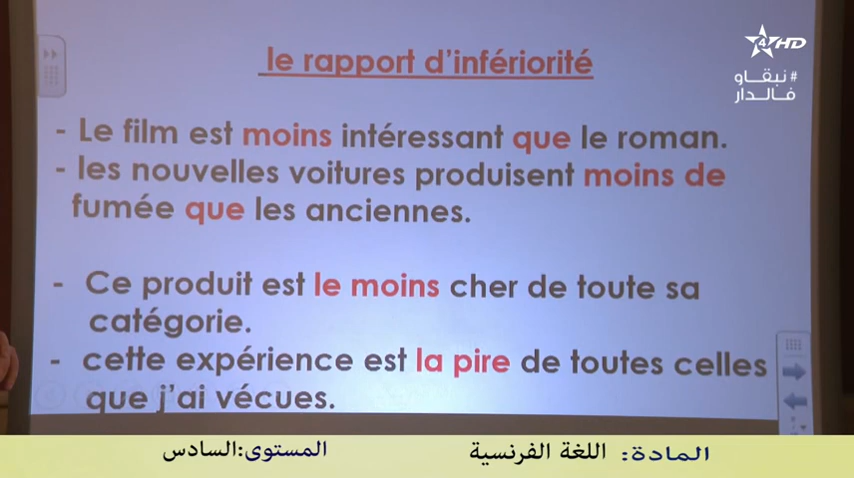 le rapport d'infériorité
4 HD
#نبقاو
فالدار
- Le film est moins intéressant que le roman.
- les nouvelles voitures produisent moins de
fumée que les anciennes.
- Ce produit est le moins cher de toute sa
catégorie.
- cette expérience est la pire de toutes celles
que j'ai vécues.
المادة: اللغة الفرنسية
المستوى:السادس